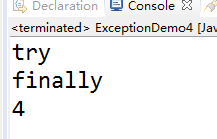 Declaration Console
<terminated> ExceptionDemo4 [Jav
try
finally
4